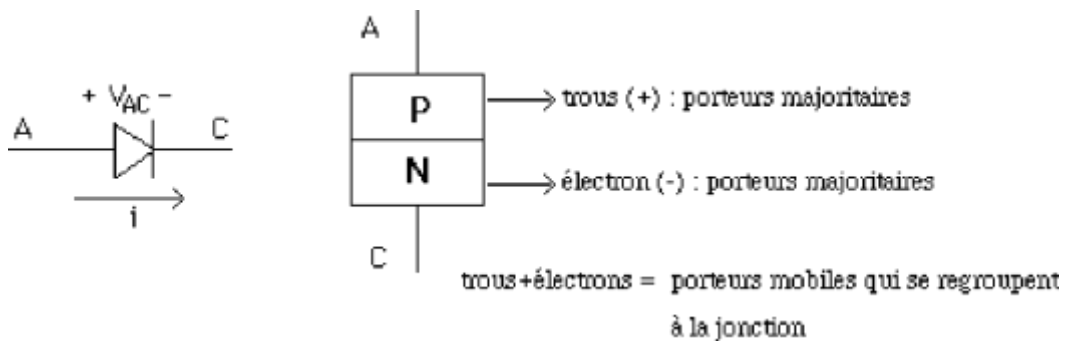 + VAC -
A
C
i
A
P
N
C
trous (+) : porteurs majoritaires
électron (-) : porteurs majoritaires
trous+électrons = porteurs mobiles qui se regroupent
à la jonction